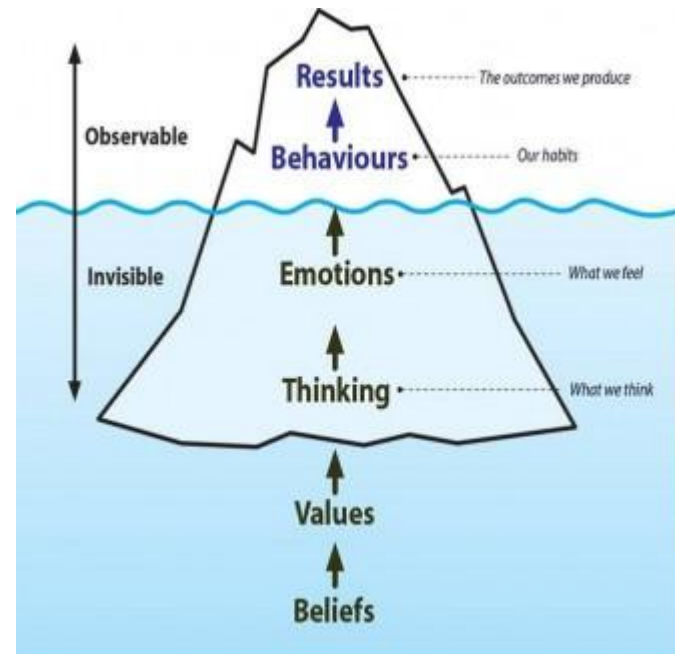 Results
The outcomes we produce
Observable
Behaviours
Our habits
Invisible
Emotions
What we feel
Thinking
What we think
Values
Beliefs